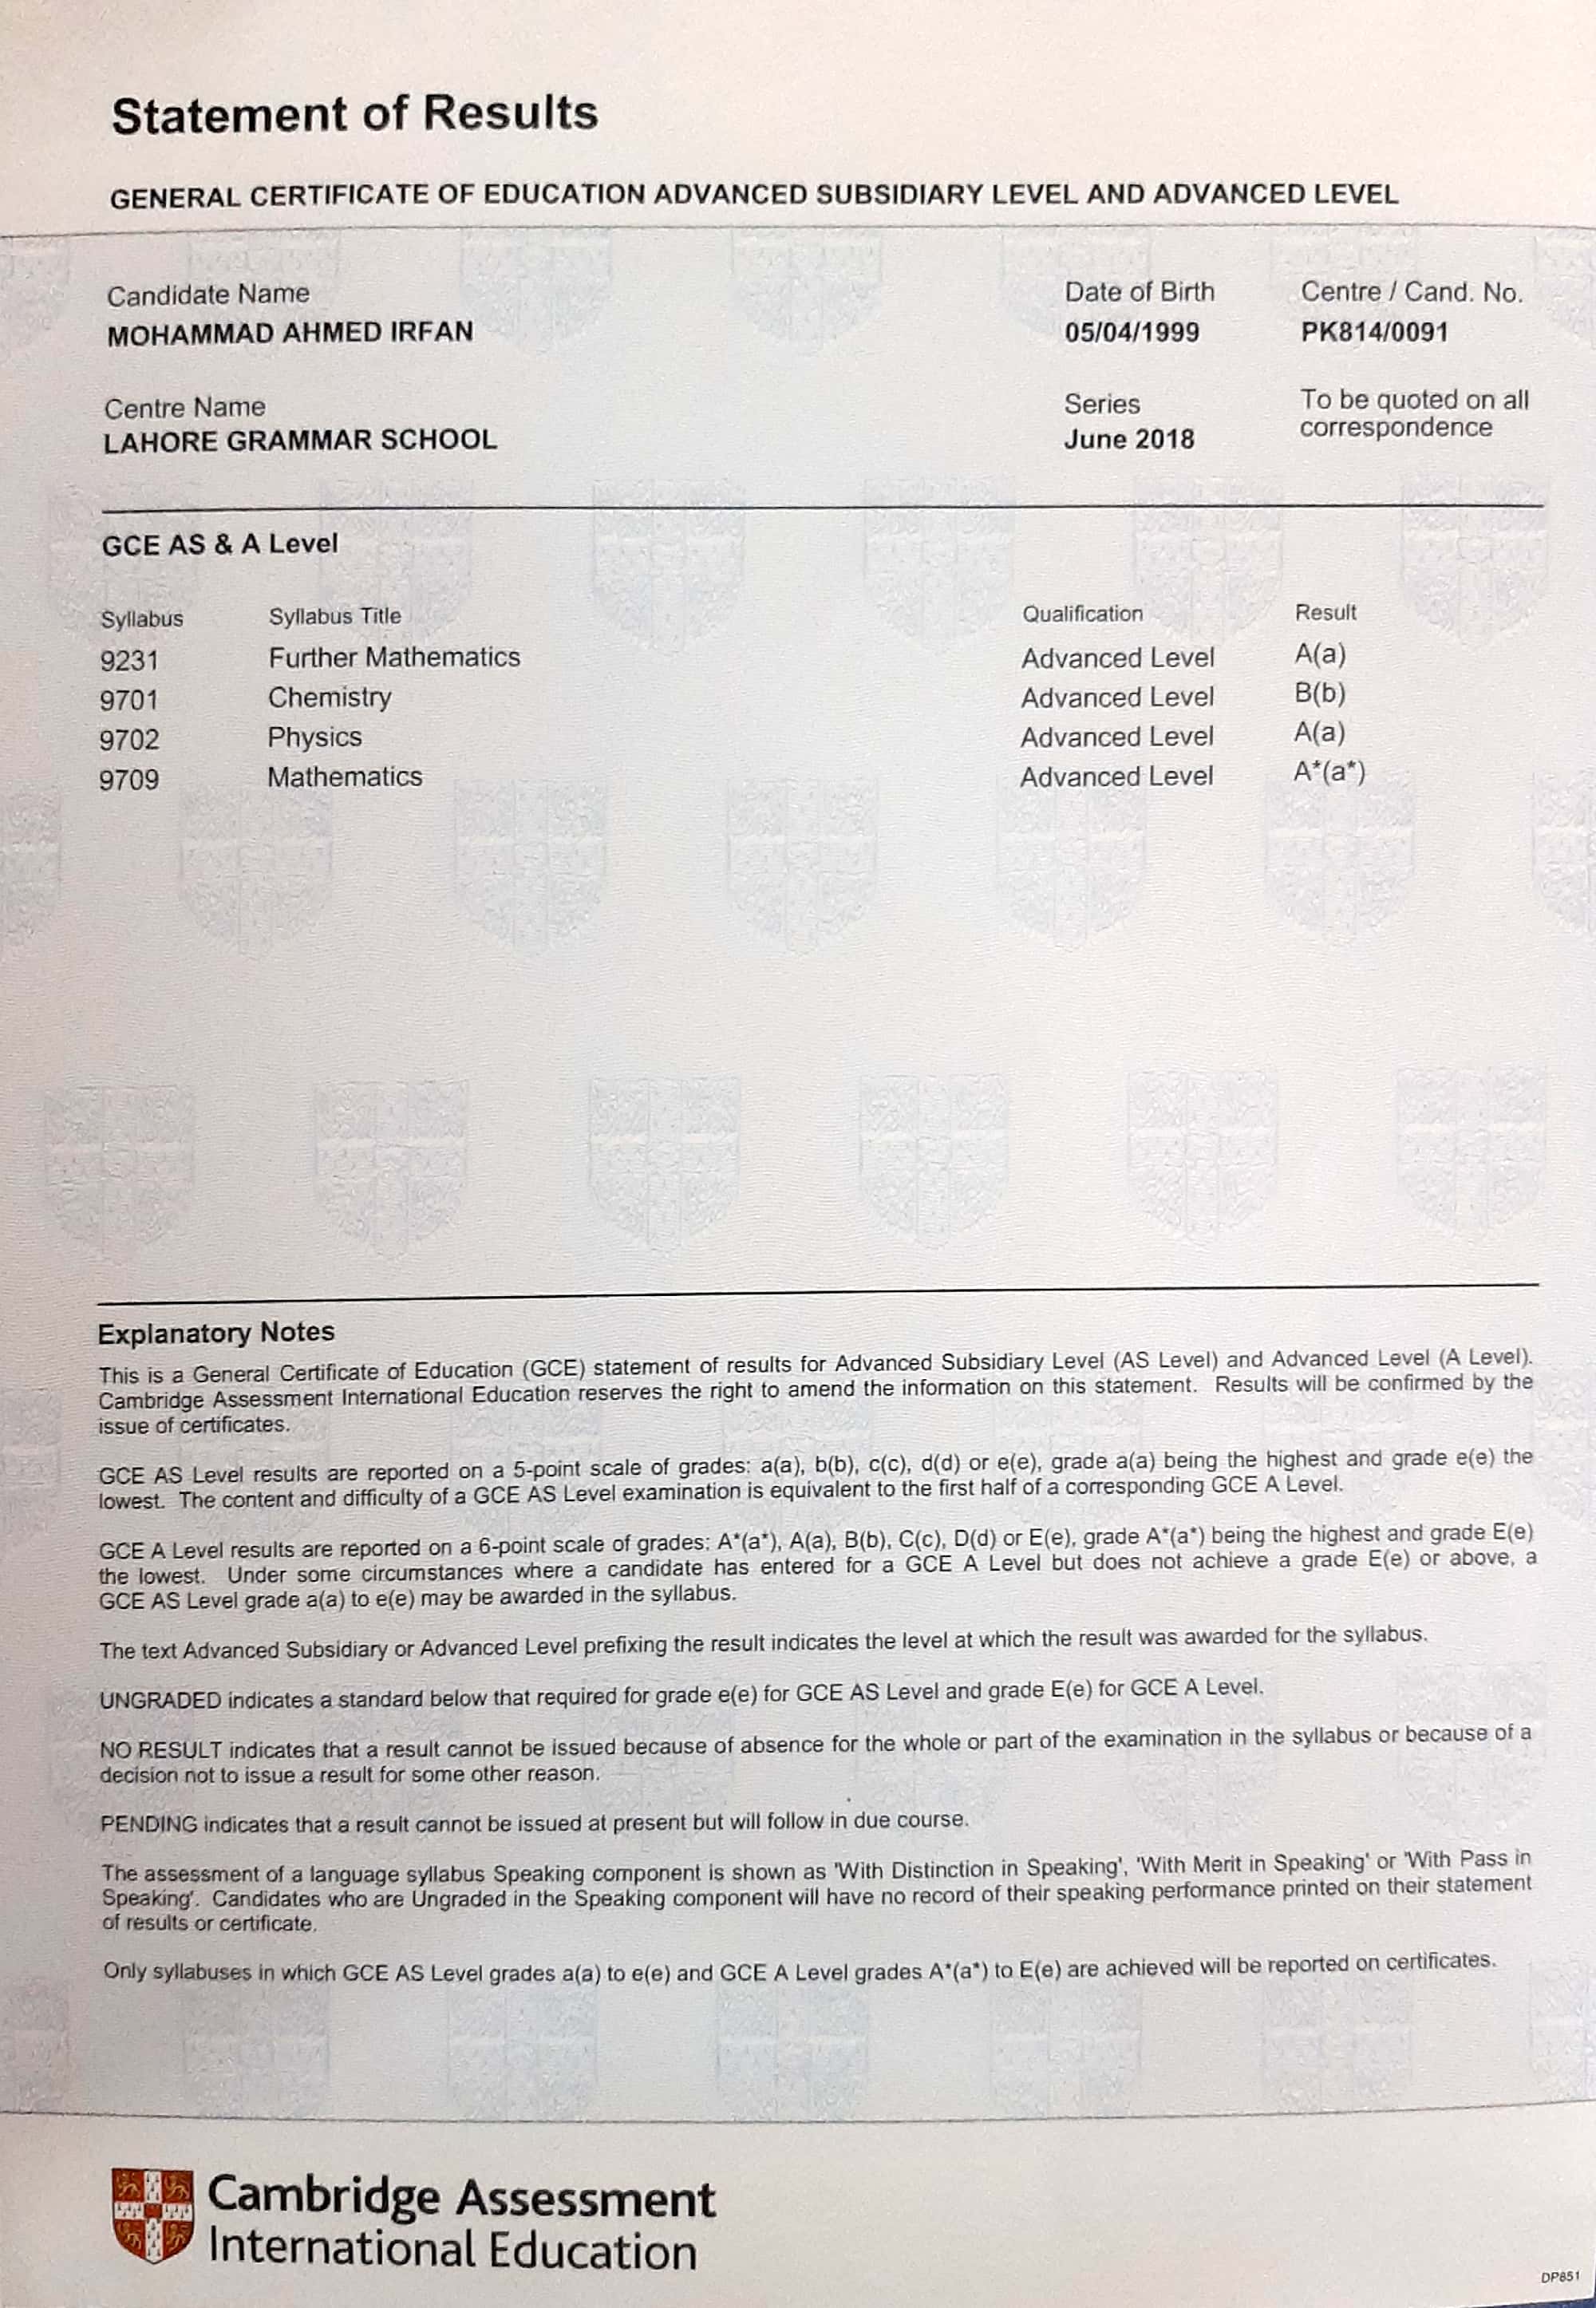 Statement of Results
GENERAL CERTIFICATE OF EDUCATION ADVANCED SUBSIDIARY LEVEL AND ADVANCED LEVEL
Candidate Name Date of Birth Centre / Cand. No.
MOHAMMAD AHMED IRFAN 05/04/1999 PK814/0091
Centre Name Series To be quoted on all
LAHORE GRAMMAR SCHOOL June 2018 correspondence
GCE AS & A Level
Syllabus Syllabus Title Qualification Result
9231 Further Mathematics Advanced Level A(a)
9701 Chemistry Advanced Level B(b)
9702 Physics Advanced Level A(a)
9709 Mathematics Advanced Level A*(a*)
Explanatory Notes
This is a General Certificate of Education (GCE) statement of results for Advanced Subsidiary Level (AS Level) and Advanced Level (A Level).
Cambridge Assessment International Education reserves the right to amend the information on this statement. Results will be confirmed by the
issue of certificates.
GCE AS Level results are reported on a 5-point scale of grades: a(a), b(b), c(c), d(d) or e(e), grade a(a) being the highest and grade e(e) the
lowest. The content and difficulty of a GCE AS Level examination is equivalent to the first half of a corresponding GCE A Level.
GCE A Level results are reported on a 6-point scale of grades: A*(a*), A(a), B(b), C(c), D(d) or E(e), grade A*(a*) being the highest and grade E(e)
the lowest. Under some circumstances where a candidate has entered for a GCE A Level but does not achieve a grade E(e) or above, a
GCE AS Level grade a(a) to e(e) may be awarded in the syllabus.
The text Advanced Subsidiary or Advanced Level prefixing the result indicates the level at which the result was awarded for the syllabus.
UNGRADED indicates a standard below that required for grade e(e) for GCE AS Level and grade E(e) for GCE A Level.
NO RESULT indicates that a result cannot be issued because of absence for the whole or part of the examination in the syllabus or because of a
decision not to issue a result for some other reason.
PENDING indicates that a result cannot be issued at present but will follow in due course.
The assessment of a language syllabus Speaking component is shown as 'With Distinction in Speaking', 'With Merit in Speaking' or 'With Pass in
Speaking'. Candidates who are Ungraded in the Speaking component will have no record of their speaking performance printed on their statement
of results or certificate.
Only syllabuses in which GCE AS Level grades a(a) to e(e) and GCE A Level grades A*(a*) to E(e) are achieved will be reported on certificates.
Cambridge Assessment
International Education
DP851